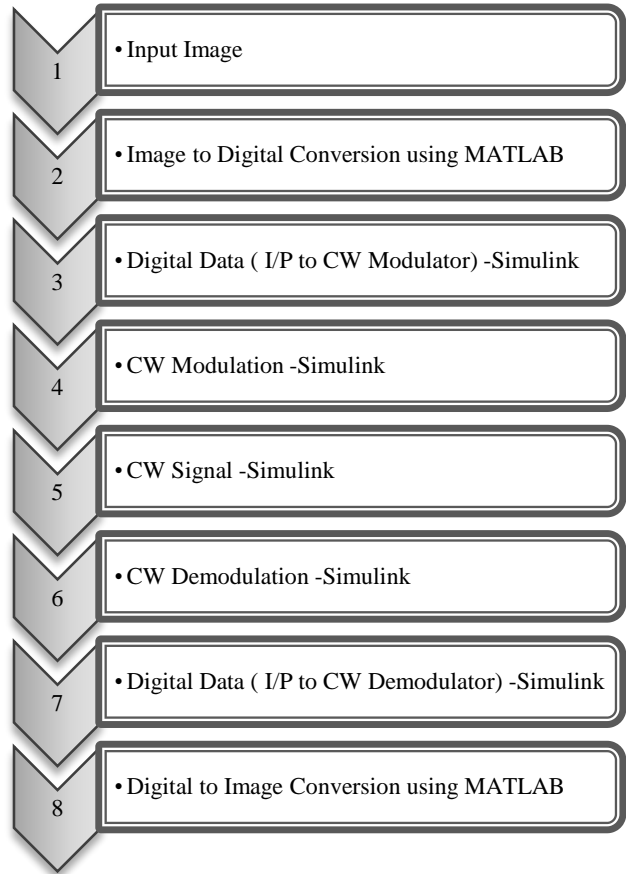 1
• Input Image
2
• Image to Digital Conversion using MATLAB
3
• Digital Data ( I/P to CW Modulator) -Simulink
4
• CW Modulation -Simulink
5
• CW Signal -Simulink
6
• CW Demodulation -Simulink
7
• Digital Data ( I/P to CW Demodulator) -Simulink
8
• Digital to Image Conversion using MATLAB